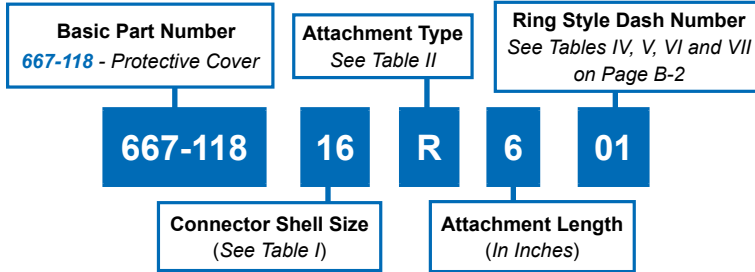 Basic Part Number
667-118 - Protective Cover
Attachment Type
See Table II
Ring Style Dash Number
See Tables IV, V, VI and VII
on Page B-2
667-118
16
R
6
01
Connector Shell Size
(See Table I)
Attachment Length
(In Inches)